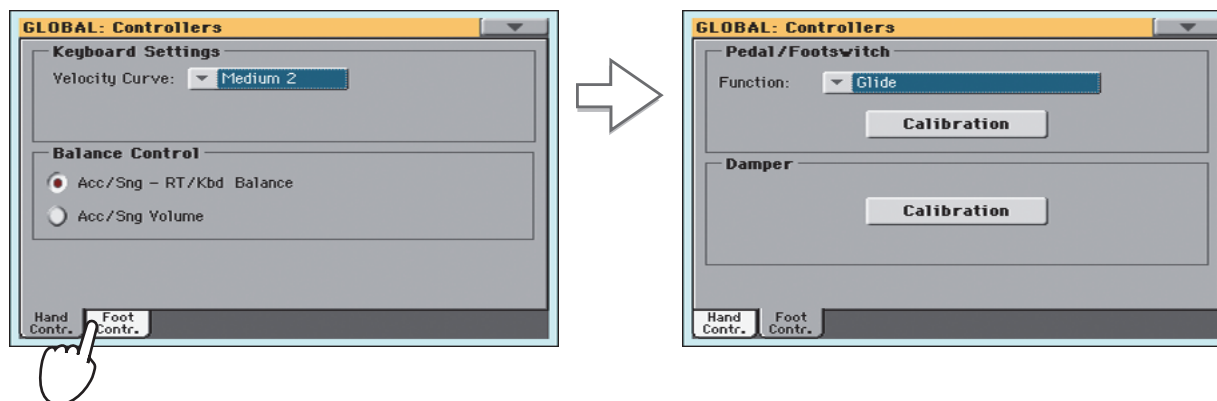 GLOBAL: Controllers
Keyboard Settings
Velocity Curve: Medium 2
Balance Control
Acc/Sng - RT/Kbd Balance
Acc/Sng Volume
Hand Contr.
Foot Contr.
GLOBAL: Controllers
Pedal/Footswitch
Function: Glide
Calibration
Damper
Calibration
Hand Contr.
Foot Contr.